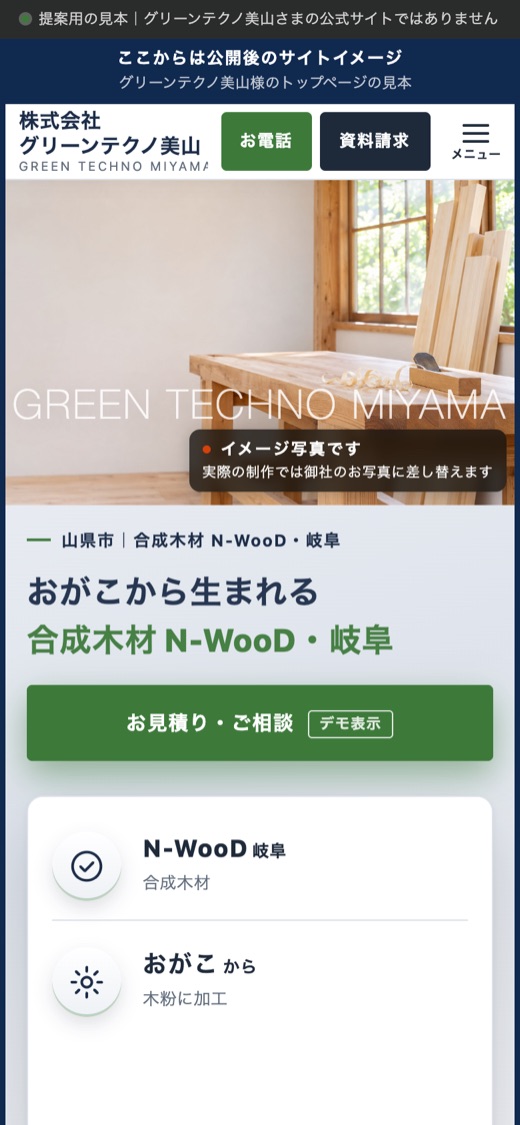 提案用の見本｜グリーンテクノ美山さまの公式サイトではありません
ここからは公開後のサイトイメージ
グリーンテクノ美山様のトップページの見本
株式会社
グリーンテクノ美山
GREEN TECHNO MIYAMA
お電話
資料請求
メニュー
GREEN TECHNO MIYAMA
イメージ写真です
実際の制作では御社のお写真に差し替えます
山県市｜合成木材 N-WooD・岐阜
おがこから生まれる
合成木材 N-WooD・岐阜
お見積り・ご相談 デモ表示
N-WooD 岐阜
合成木材
おがこ から
木粉に加工